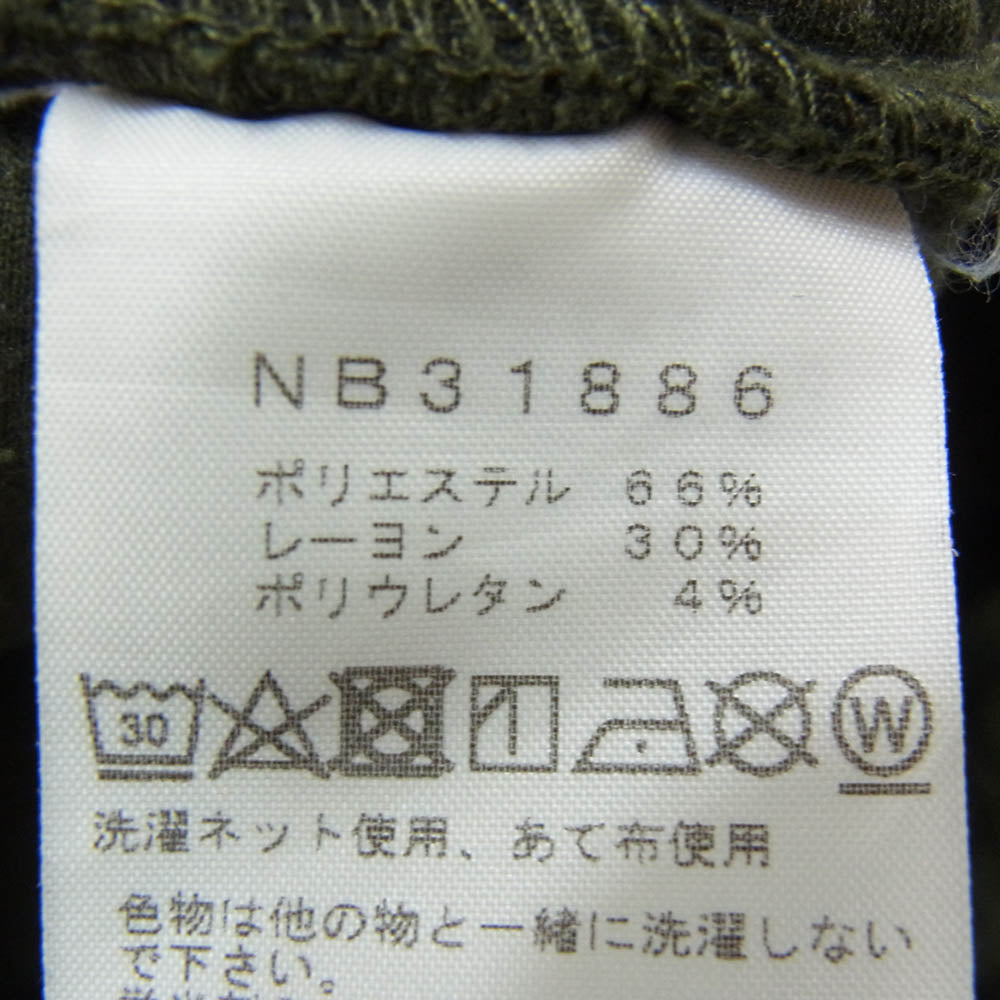 NB31886
ポリエステル 66%
レーヨン 30%
ポリウレタン 4%
30 W
洗濯ネット使用、あて布使用
色物は他の物と一緒に洗濯しない
で下さい。